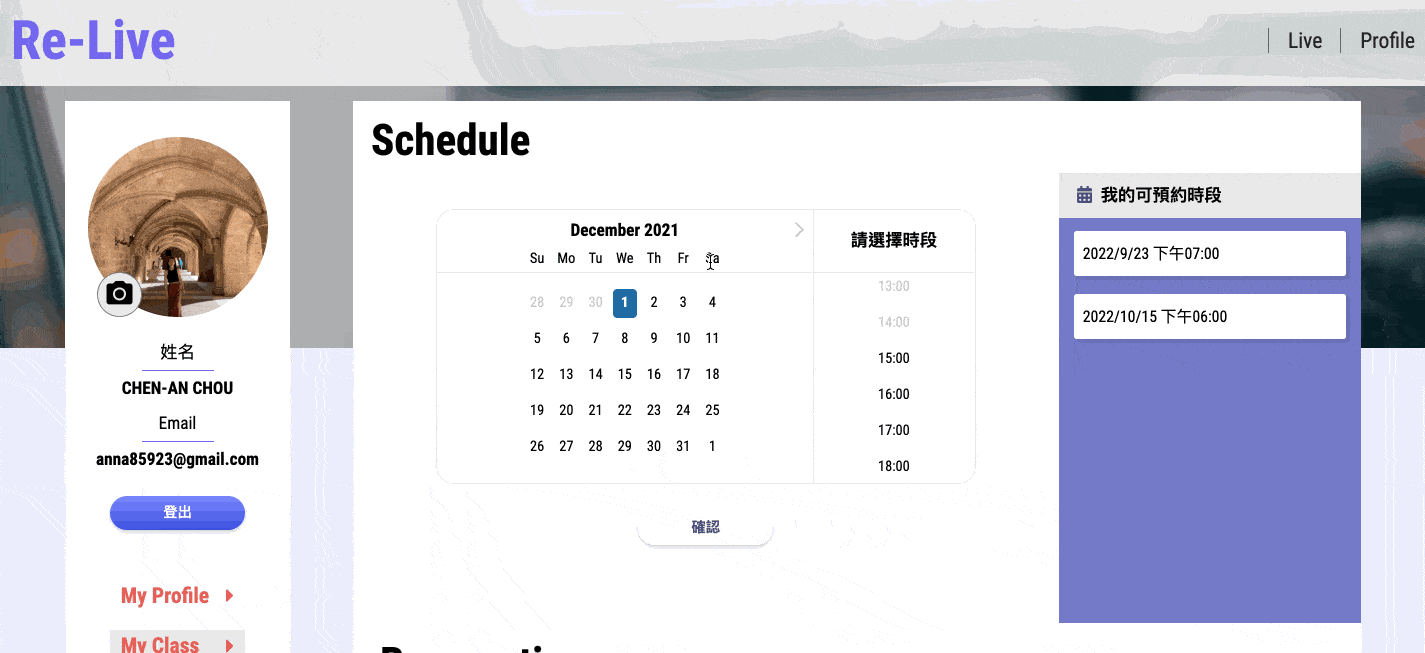 Re-Live
Live
Profile
姓名
CHEN-AN CHOU
Email
anna85923@gmail.com
登出
My Profile
My Class
Schedule
December 2021
Su Mo Tu We Th Fr Sa
28 29 30 1 2 3 4
5 6 7 8 9 10 11
12 13 14 15 16 17 18
19 20 21 22 23 24 25
26 27 28 29 30 31 1
請選擇時段
13:00
14:00
15:00
16:00
17:00
18:00
確認
我的可預約時段
2022/9/23 下午07:00
2022/10/15 下午06:00